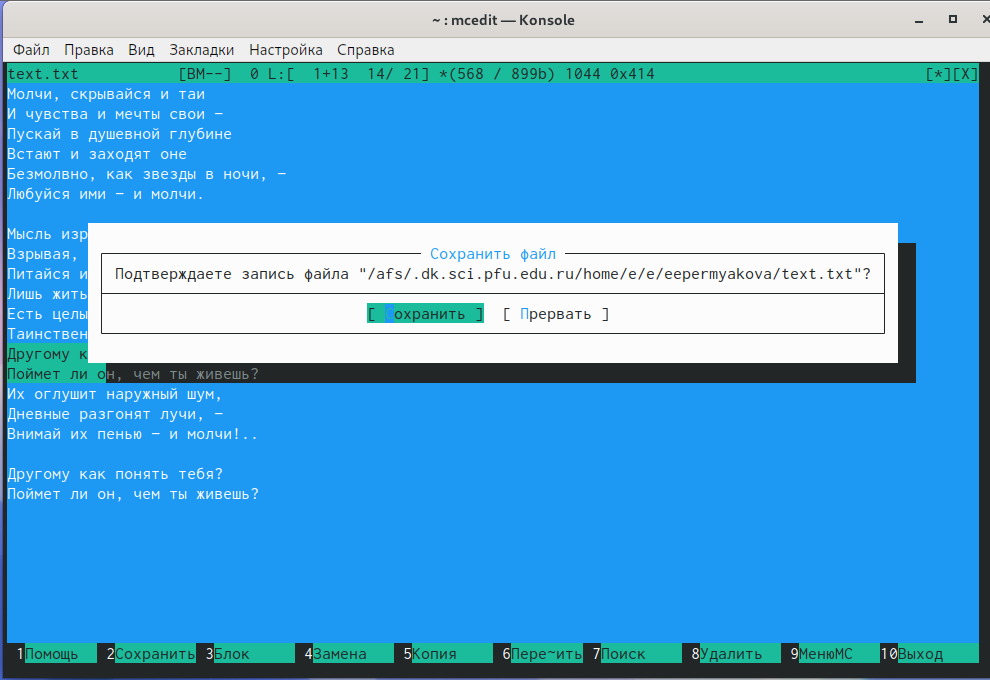 ~ : mcedit — Konsole
Файл Правка Вид Закладки Настройка Справка
text.txt [BM--] 0 L:[ 1+13 14/ 21] *(568 / 899b) 1044 0x414 [*][X]
Молчи, скрывайся и таи
И чувства и мечты свои –
Пускай в душевной глубине
Встают и заходят оне
Безмолвно, как звезды в ночи, –
Любуйся ими – и молчи.
Мысль изр
Взрывая,
Питайся и
Лишь жить
Есть целы
Таинствен
Другому к
Сохранить файл
Подтверждаете запись файла "/afs/.dk.sci.pfu.edu.ru/home/e/e/eepermyakova/text.txt"?
[ Сохранить ] [ Прервать ]
Поймет ли он, чем ты живешь?
Их оглушит наружный шум,
Дневные разгонят лучи, –
Внимай их пенью – и молчи!..
Другому как понять тебя?
Поймет ли он, чем ты живешь?
1Помощь 2Сохранить 3Блок 4Замена 5Копия 6Пере~ить 7Поиск 8Удалить 9МенюМС 10Выход